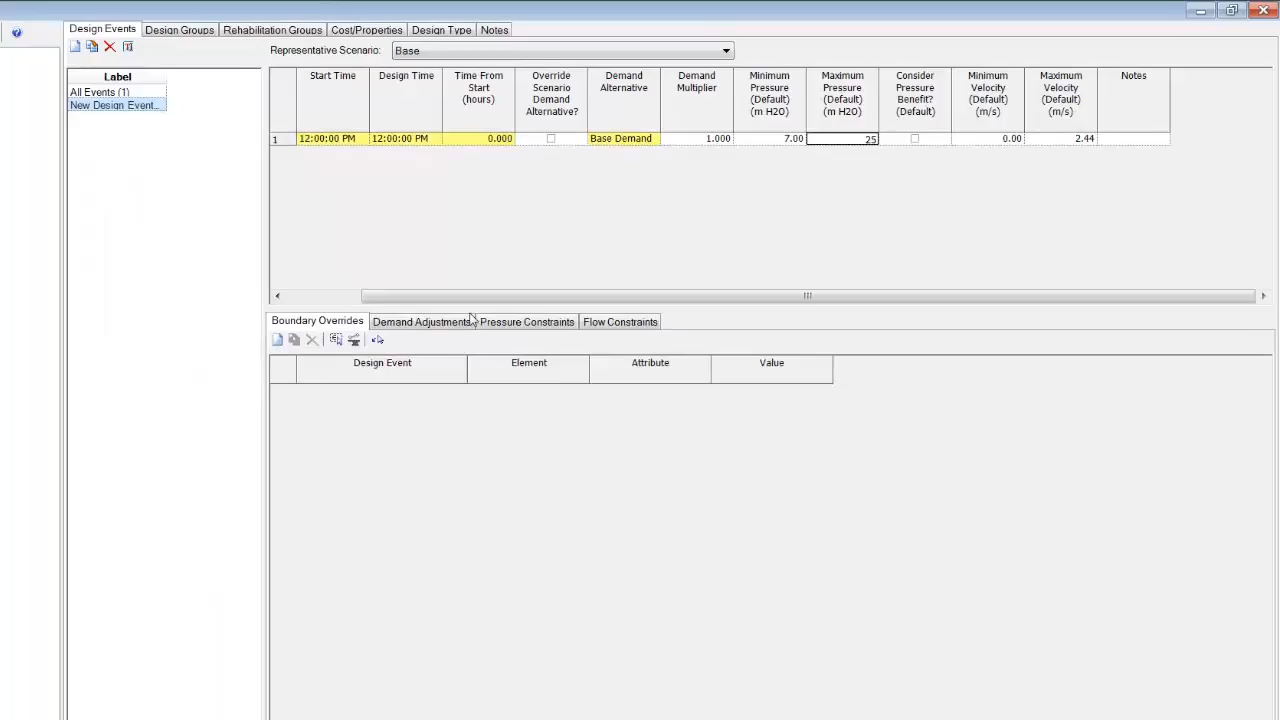 Design Events Design Groups Rehabilitation Groups Cost/Properties Design Type Notes
Representative Scenario: Base
Label
All Events (1)
New Design Event...
Start Time Design Time Time From Start (hours) Override Scenario Demand Alternative? Demand Alternative Demand Multiplier Minimum Pressure (Default) (m H2O) Maximum Pressure (Default) (m H2O) Consider Pressure Benefit? (Default) Minimum Velocity (Default) (m/s) Maximum Velocity (Default) (m/s) Notes
1 12:00:00 PM 12:00:00 PM 0.000 Base Demand 1.000 7.00 25 0.00 2.44
Boundary Overrides Demand Adjustments Pressure Constraints Flow Constraints
Design Event Element Attribute Value